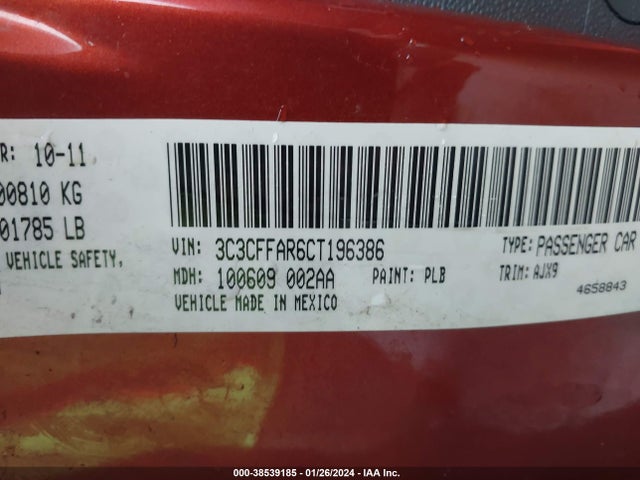 R: 10-11
00810 KG
01785 LB
VEHICLE SAFETY,
VIN: 3C3CFFAR6CT196386
TYPE: PASSENGER CAR
MDH: 100609 002AA
PAINT: PLB
TRIM: AJX9
VEHICLE MADE IN MEXICO
4658843
000-38539185 - 01/26/2024 - IAA Inc.